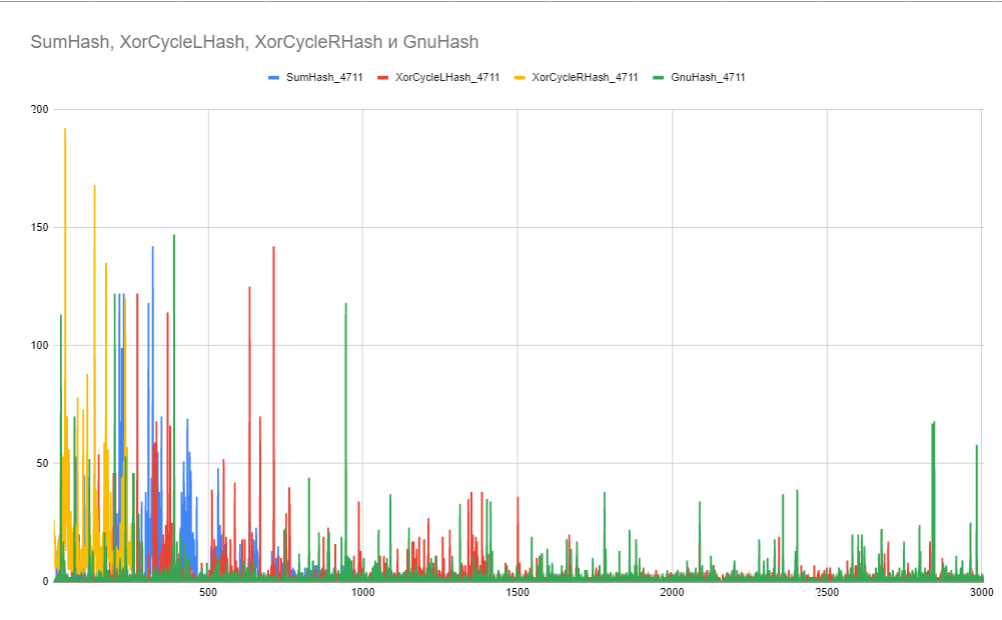 SumHash, XorCycleLHash, XorCycleRHash и GnuHash
SumHash_4711 XorCycleLHash_4711 XorCycleRHash_4711 GnuHash_4711
200
150
100
50
0
500 1000 1500 2000 2500 3000